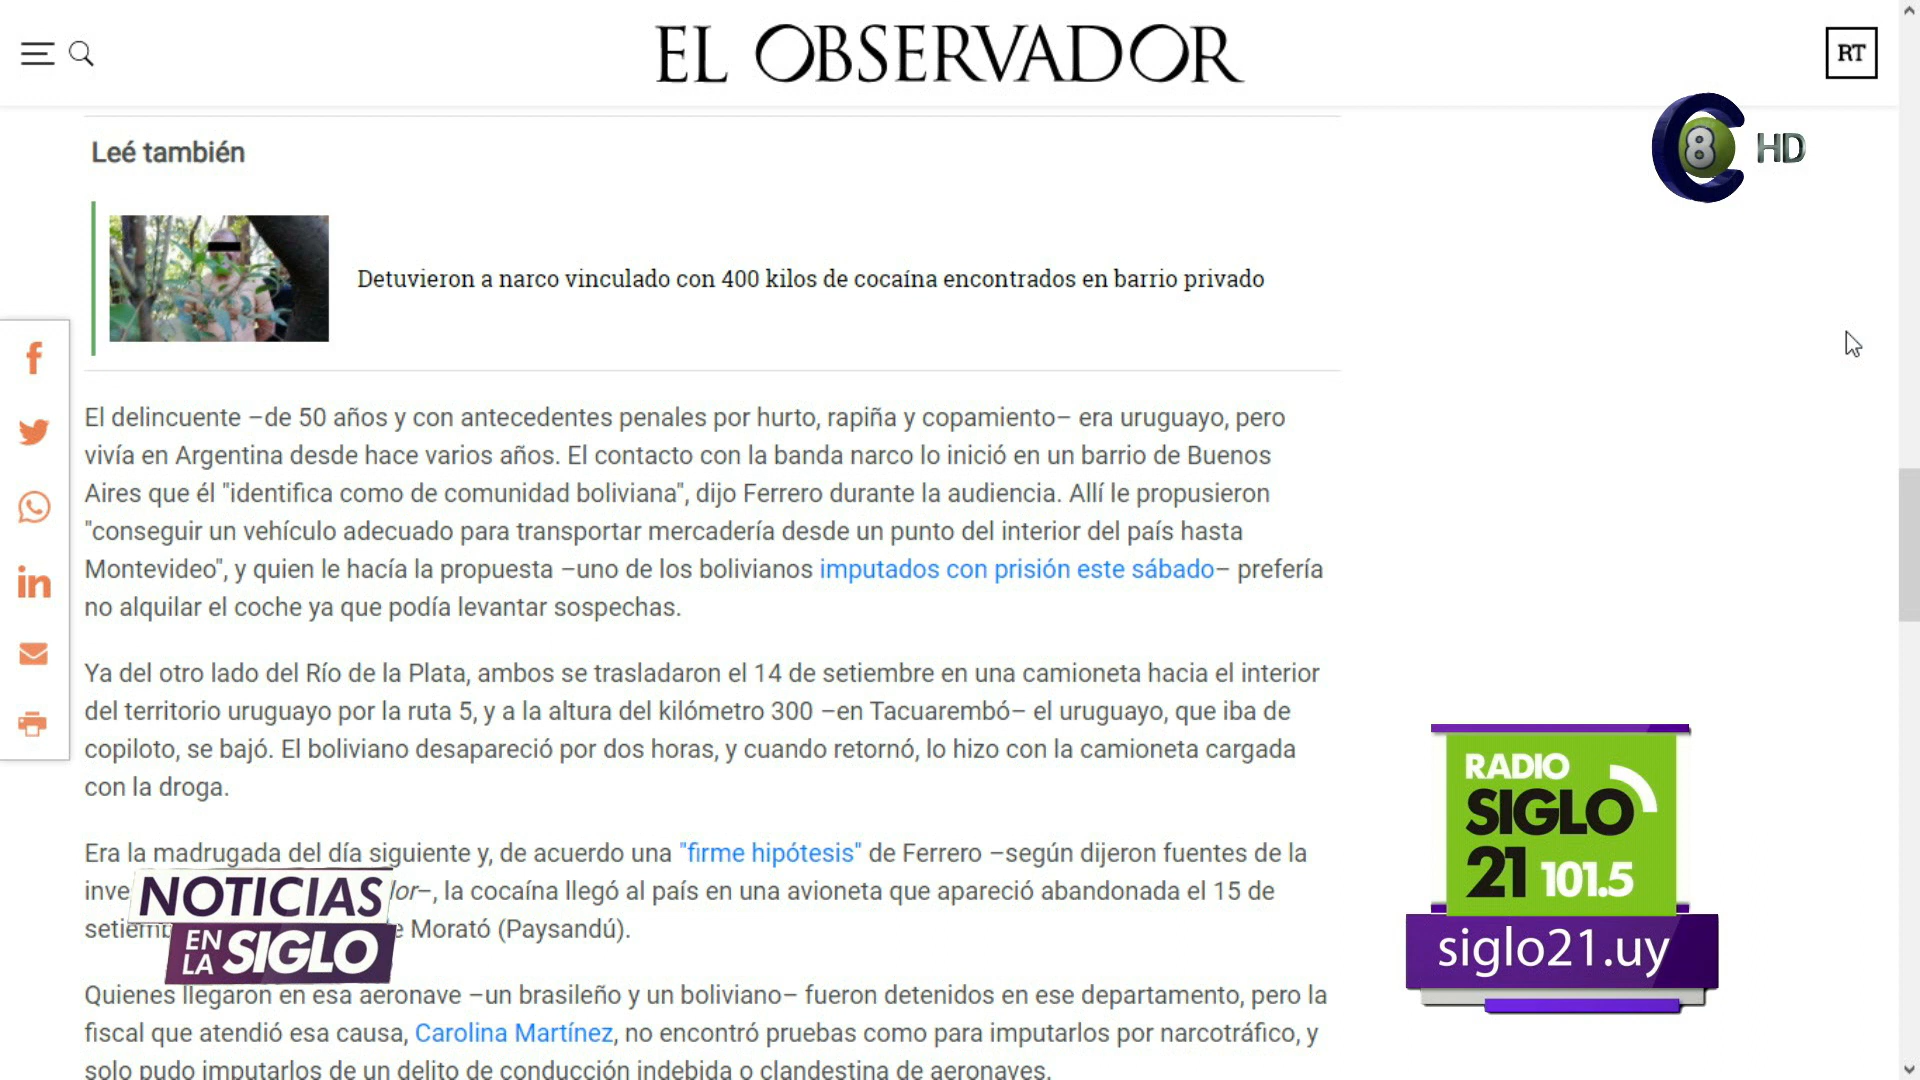 EL OBSERVADOR
RT
8 HD
Leé también
Detuvieron a narco vinculado con 400 kilos de cocaína encontrados en barrio privado
El delincuente –de 50 años y con antecedentes penales por hurto, rapiña y copamiento– era uruguayo, pero
vivía en Argentina desde hace varios años. El contacto con la banda narco lo inició en un barrio de Buenos
Aires que él "identifica como de comunidad boliviana", dijo Ferrero durante la audiencia. Allí le propusieron
"conseguir un vehículo adecuado para transportar mercadería desde un punto del interior del país hasta
Montevideo", y quien le hacía la propuesta –uno de los bolivianos imputados con prisión este sábado– prefería
no alquilar el coche ya que podía levantar sospechas.
Ya del otro lado del Río de la Plata, ambos se trasladaron el 14 de setiembre en una camioneta hacia el interior
del territorio uruguayo por la ruta 5, y a la altura del kilómetro 300 –en Tacuarembó– el uruguayo, que iba de
copiloto, se bajó. El boliviano desapareció por dos horas, y cuando retornó, lo hizo con la camioneta cargada
con la droga.
Era la madrugada del día siguiente y, de acuerdo una "firme hipótesis" de Ferrero –según dijeron fuentes de la
inve lor–, la cocaína llegó al país en una avioneta que apareció abandonada el 15 de
setiemb e Morató (Paysandú).
Quienes llegaron en esa aeronave –un brasileño y un boliviano– fueron detenidos en ese departamento, pero la
fiscal que atendió esa causa, Carolina Martínez, no encontró pruebas como para imputarlos por narcotráfico, y
solo pudo imputarlos de un delito de conducción indebida o clandestina de aeronaves.
NOTICIAS
EN LA SIGLO
RADIO
SIGLO
21 101.5
siglo21.uy